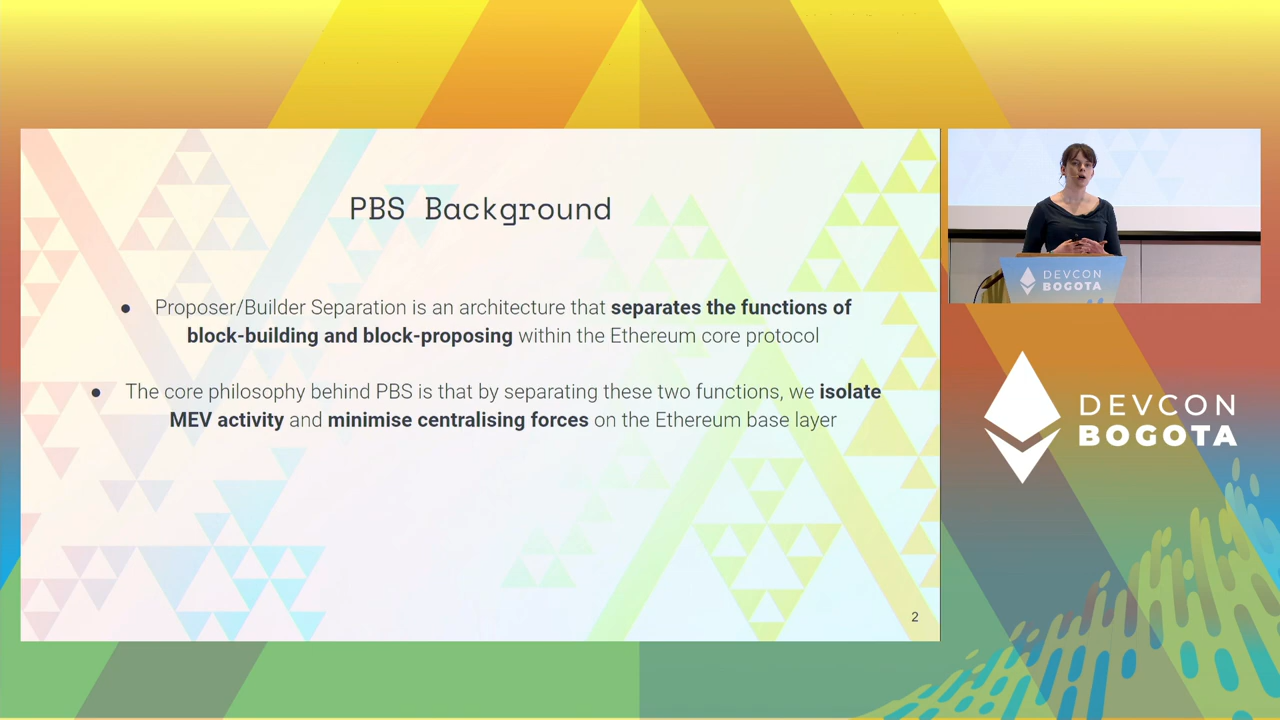 PBS Background
● Proposer/Builder Separation is an architecture that separates the functions of
block-building and block-proposing within the Ethereum core protocol
● The core philosophy behind PBS is that by separating these two functions, we isolate
MEV activity and minimise centralising forces on the Ethereum base layer
2
DEVCON
BOGOTA
DEVCON
BOGOTA